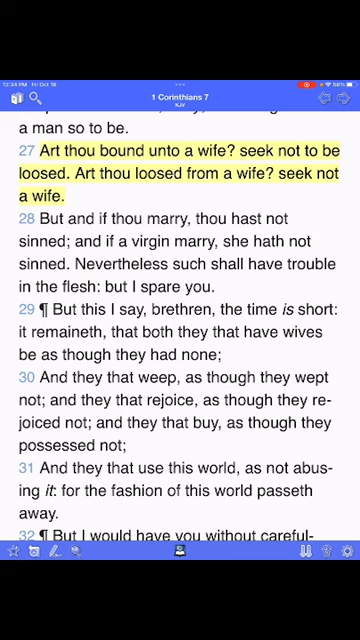 12:34 PM Fri Oct 18
56%
1 Corinthians 7
KJV
a man so to be.
27 Art thou bound unto a wife? seek not to be
loosed. Art thou loosed from a wife? seek not
a wife.
28 But and if thou marry, thou hast not
sinned; and if a virgin marry, she hath not
sinned. Nevertheless such shall have trouble
in the flesh: but I spare you.
29 ¶ But this I say, brethren, the time is short:
it remaineth, that both they that have wives
be as though they had none;
30 And they that weep, as though they wept
not; and they that rejoice, as though they re-
joiced not; and they that buy, as though they
possessed not;
31 And they that use this world, as not abus-
ing it: for the fashion of this world passeth
away.
32 ¶ But I would have you without careful-